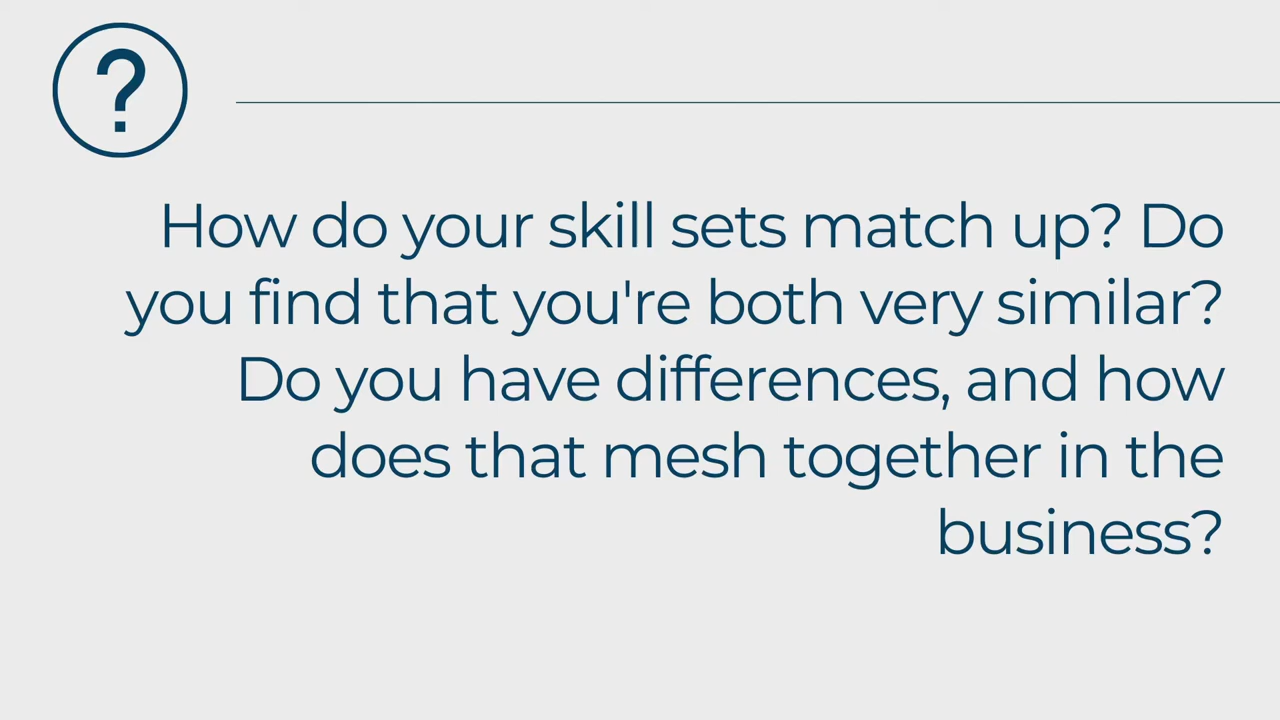 ?
How do your skill sets match up? Do
you find that you're both very similar?
Do you have differences, and how
does that mesh together in the
business?